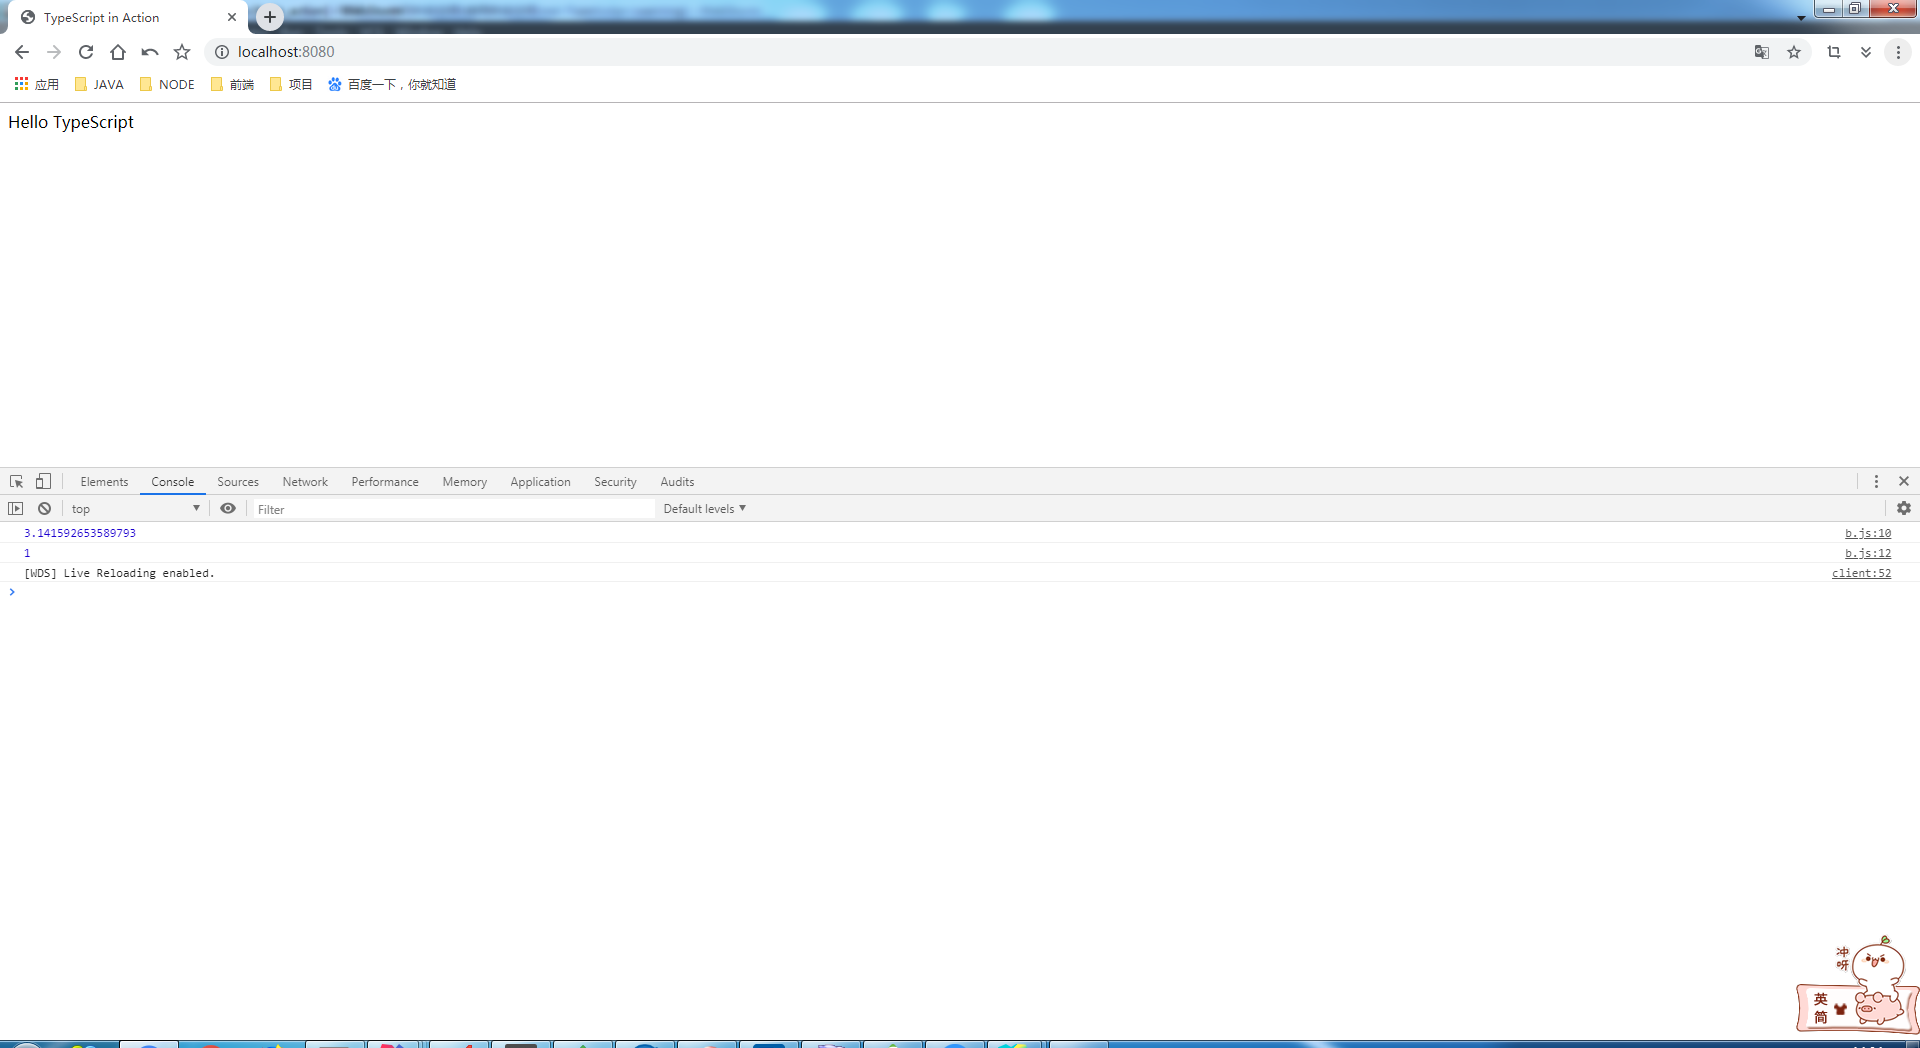 TypeScript in Action
localhost:8080
应用 JAVA NODE 前端 项目 百度一下，你就知道
Hello TypeScript
Elements Console Sources Network Performance Memory Application Security Audits
top Filter Default levels
3.141592653589793 b.js:10
1 b.js:12
[WDS] Live Reloading enabled. client:52
冲呀
英
简